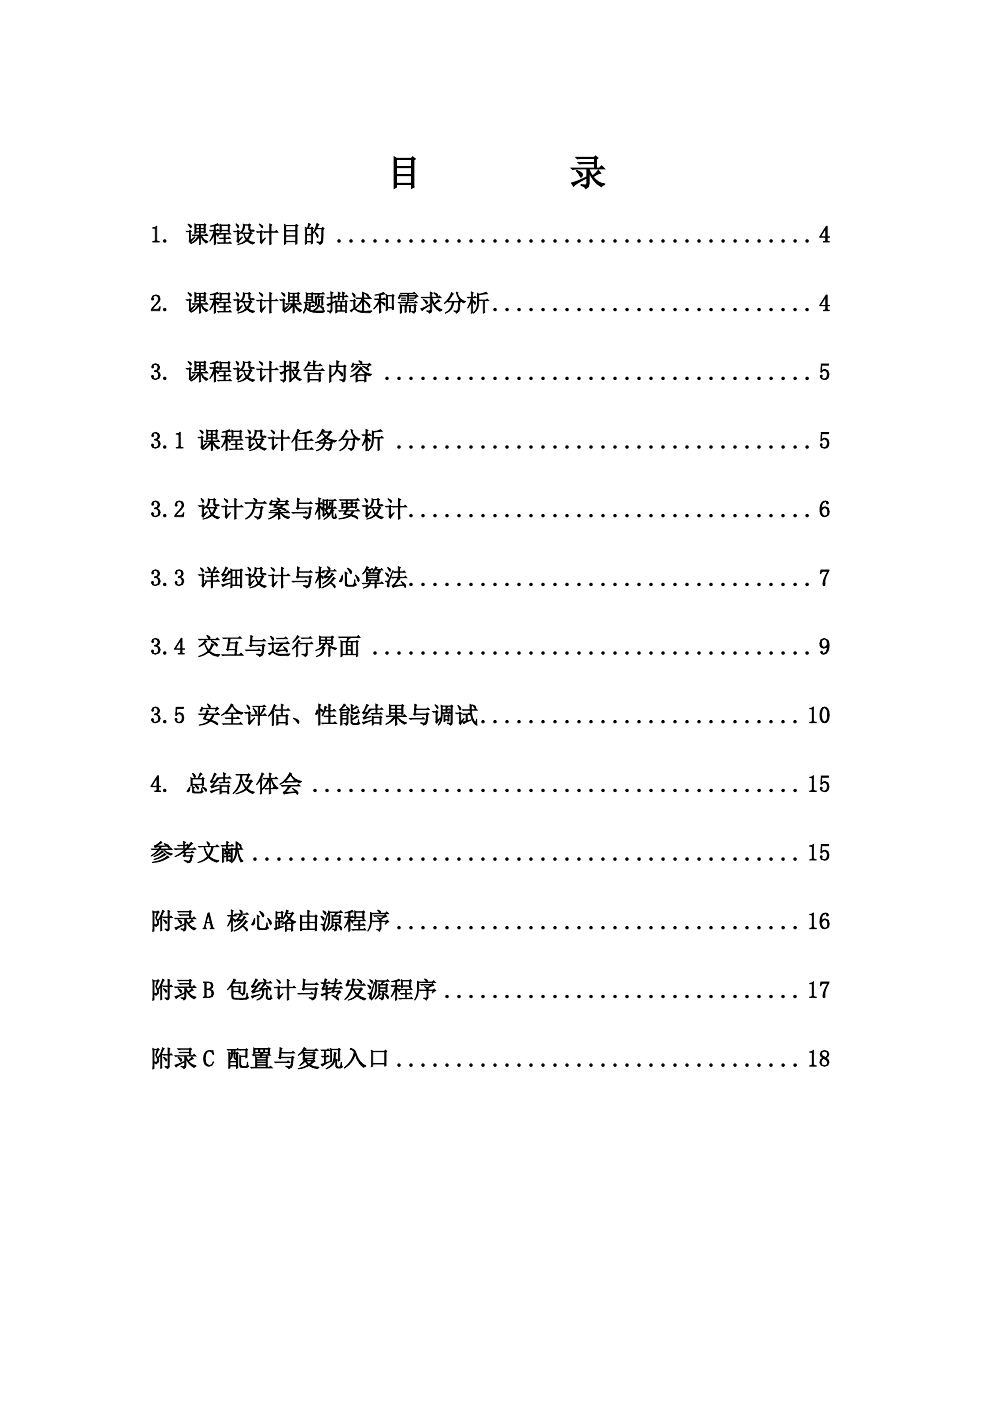 目 录
1. 课程设计目的 ........................................ 4
2. 课程设计课题描述和需求分析........................... 4
3. 课程设计报告内容 .................................... 5
3.1 课程设计任务分析 ................................... 5
3.2 设计方案与概要设计.................................. 6
3.3 详细设计与核心算法.................................. 7
3.4 交互与运行界面 ..................................... 9
3.5 安全评估、性能结果与调试........................... 10
4. 总结及体会 ......................................... 15
参考文献 .............................................. 15
附录A 核心路由源程序.................................. 16
附录B 包统计与转发源程序.............................. 17
附录C 配置与复现入口.................................. 18